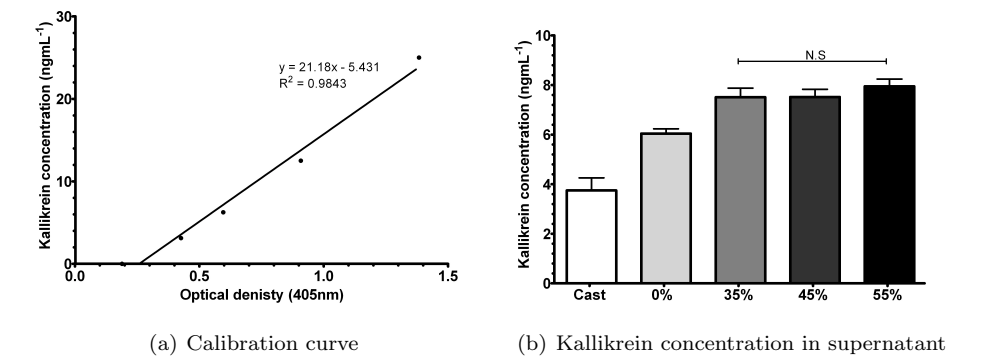 Kallikrein concentration (ngmL-1)
30
20
10
0
y = 21.18x - 5.431
R2 = 0.9843
0.0 0.5 1.0 1.5
Optical denisty (405nm)
(a) Calibration curve
Kallikrein concentration (ngmL-1)
10
8
6
4
2
0
N.S
Cast 0% 35% 45% 55%
(b) Kallikrein concentration in supernatant